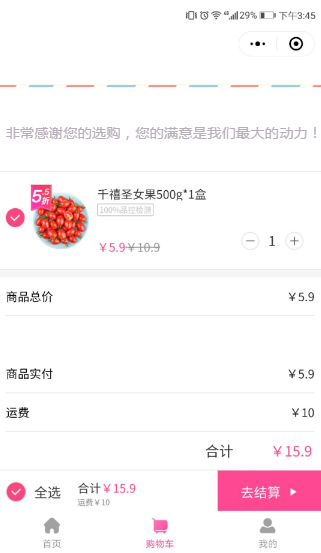 29% 下午3:45
非常感谢您的选购，您的满意是我们最大的动力！
5.5折
千禧圣女果500g*1盒
100%品控检测
￥5.9￥10.9
1
商品总价 ￥5.9
商品实付 ￥5.9
运费 ￥10
合计 ￥15.9
全选 合计￥15.9
运费￥10
去结算
首页 购物车 我的